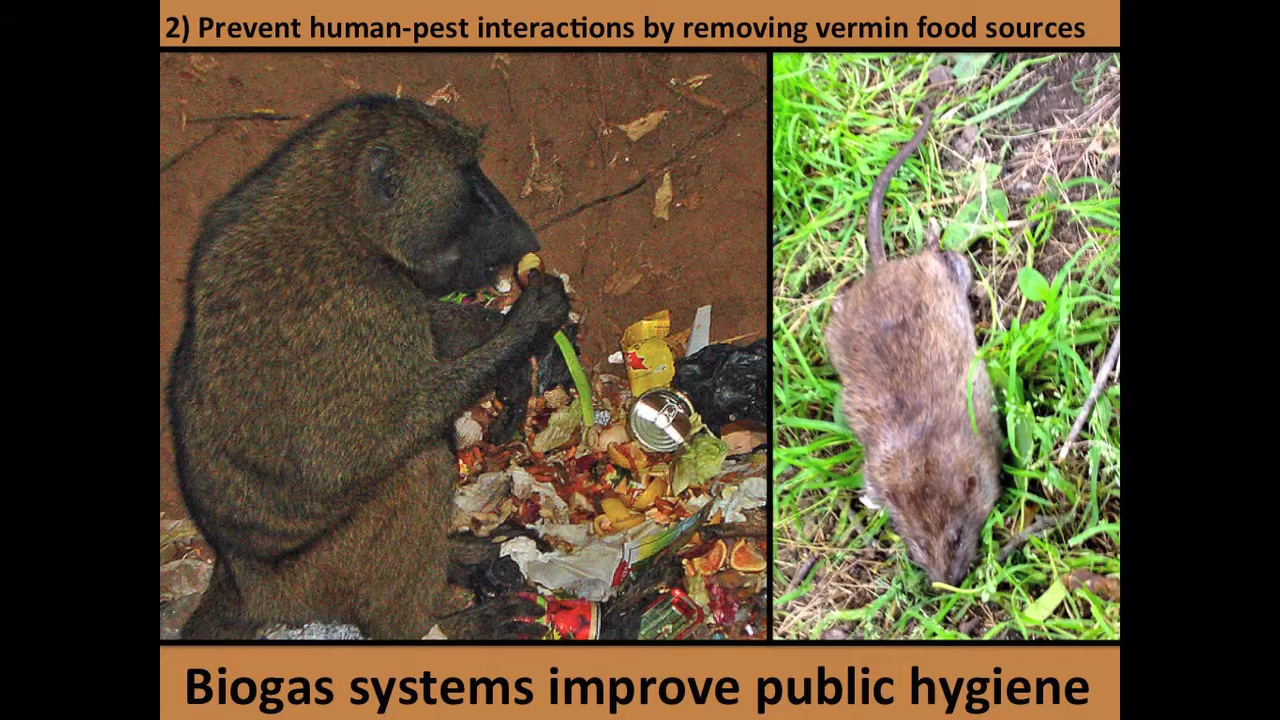 2) Prevent human-pest interactions by removing vermin food sources
Biogas systems improve public hygiene